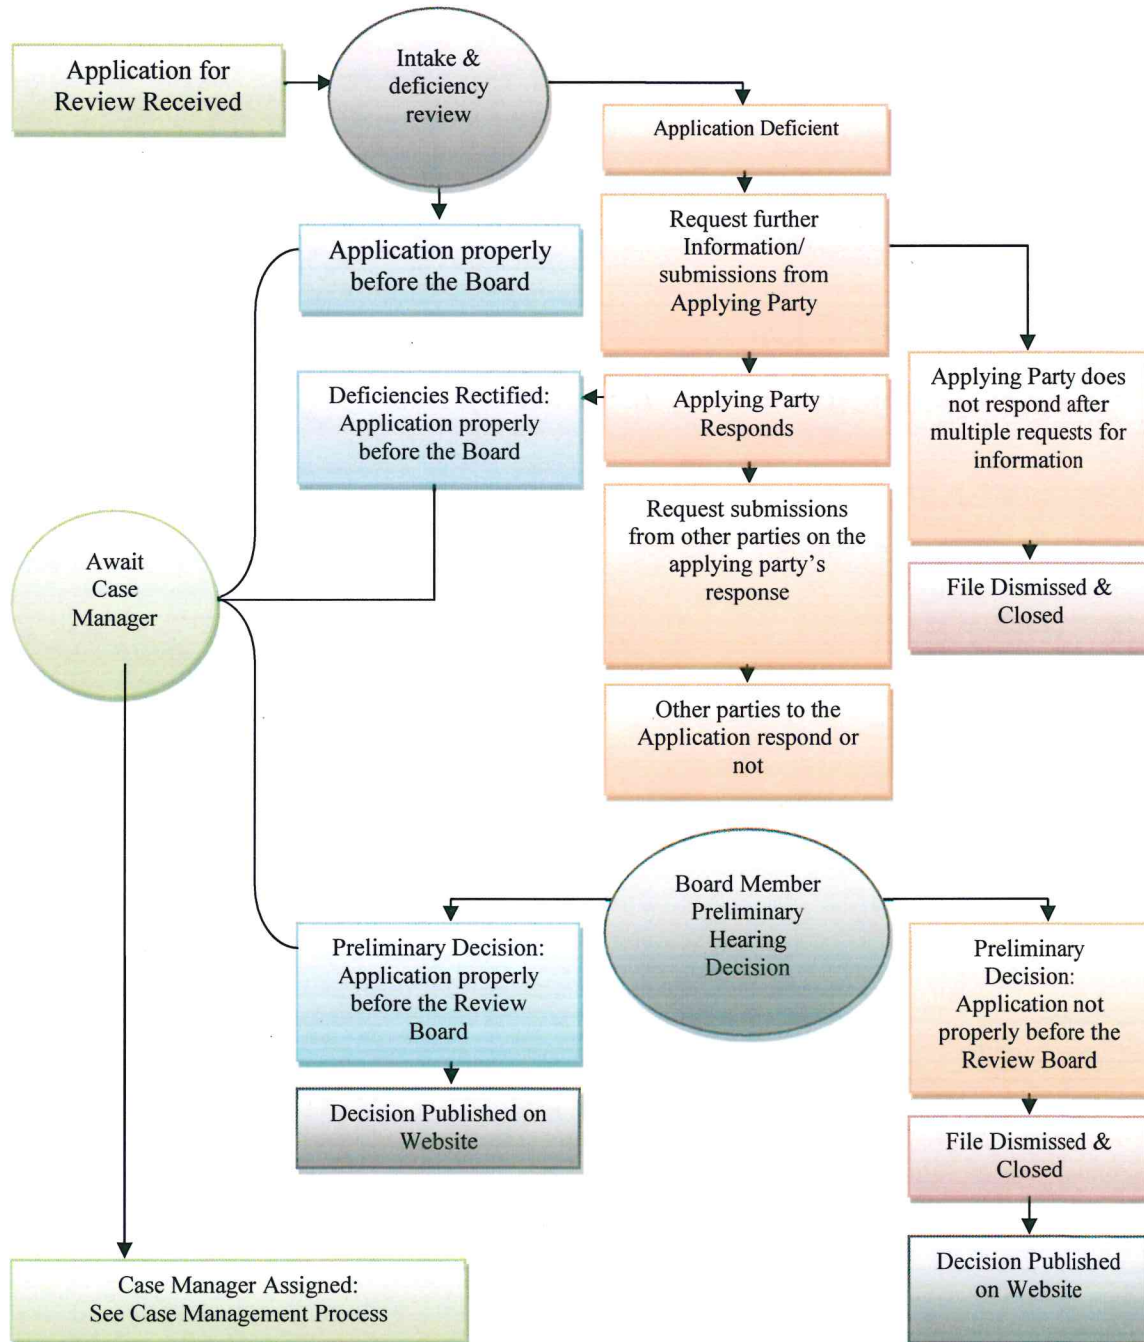 Application for
Review Received
Intake &
deficiency
review
Application Deficient
Application properly
before the Board
Request further
Information/
submissions from
Applying Party
Deficiencies Rectified:
Application properly
before the Board
Applying Party
Responds
Applying Party does
not respond after
multiple requests for
information
Await
Case
Manager
Request submissions
from other parties on the
applying party's
response
File Dismissed &
Closed
Other parties to the
Application respond or
not
Board Member
Preliminary
Hearing
Decision
Preliminary Decision:
Application properly
before the Review
Board
Preliminary
Decision:
Application not
properly before the
Review Board
Decision Published on
Website
File Dismissed &
Closed
Decision Published
on Website
Case Manager Assigned:
See Case Management Process